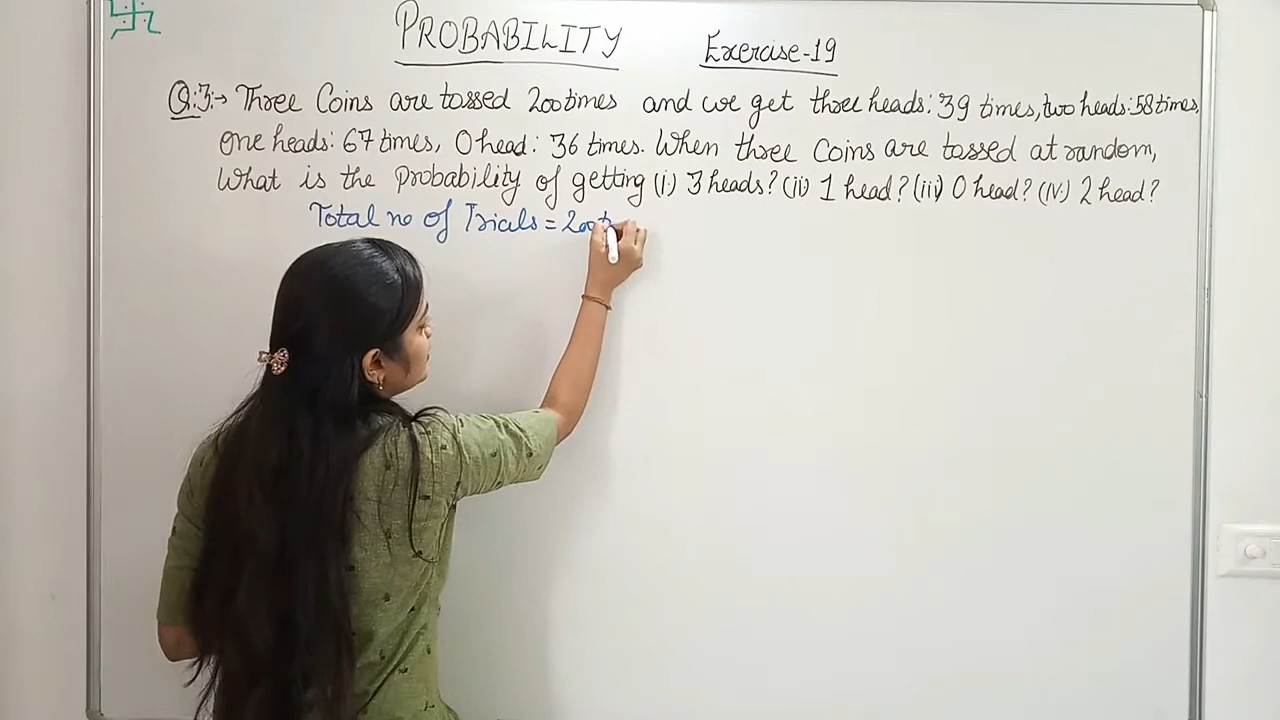 PROBABILITY Exercise-19
Q:3:→ Three Coins are tossed 200 times and we get three heads: 39 times, two heads: 58 times,
One heads: 67 times, 0 head: 36 times. When three Coins are tossed at random,
What is the Probability of getting (i) 3 heads? (ii) 1 head? (iii) 0 head? (iv) 2 head?
Total no of Trials = 200 t